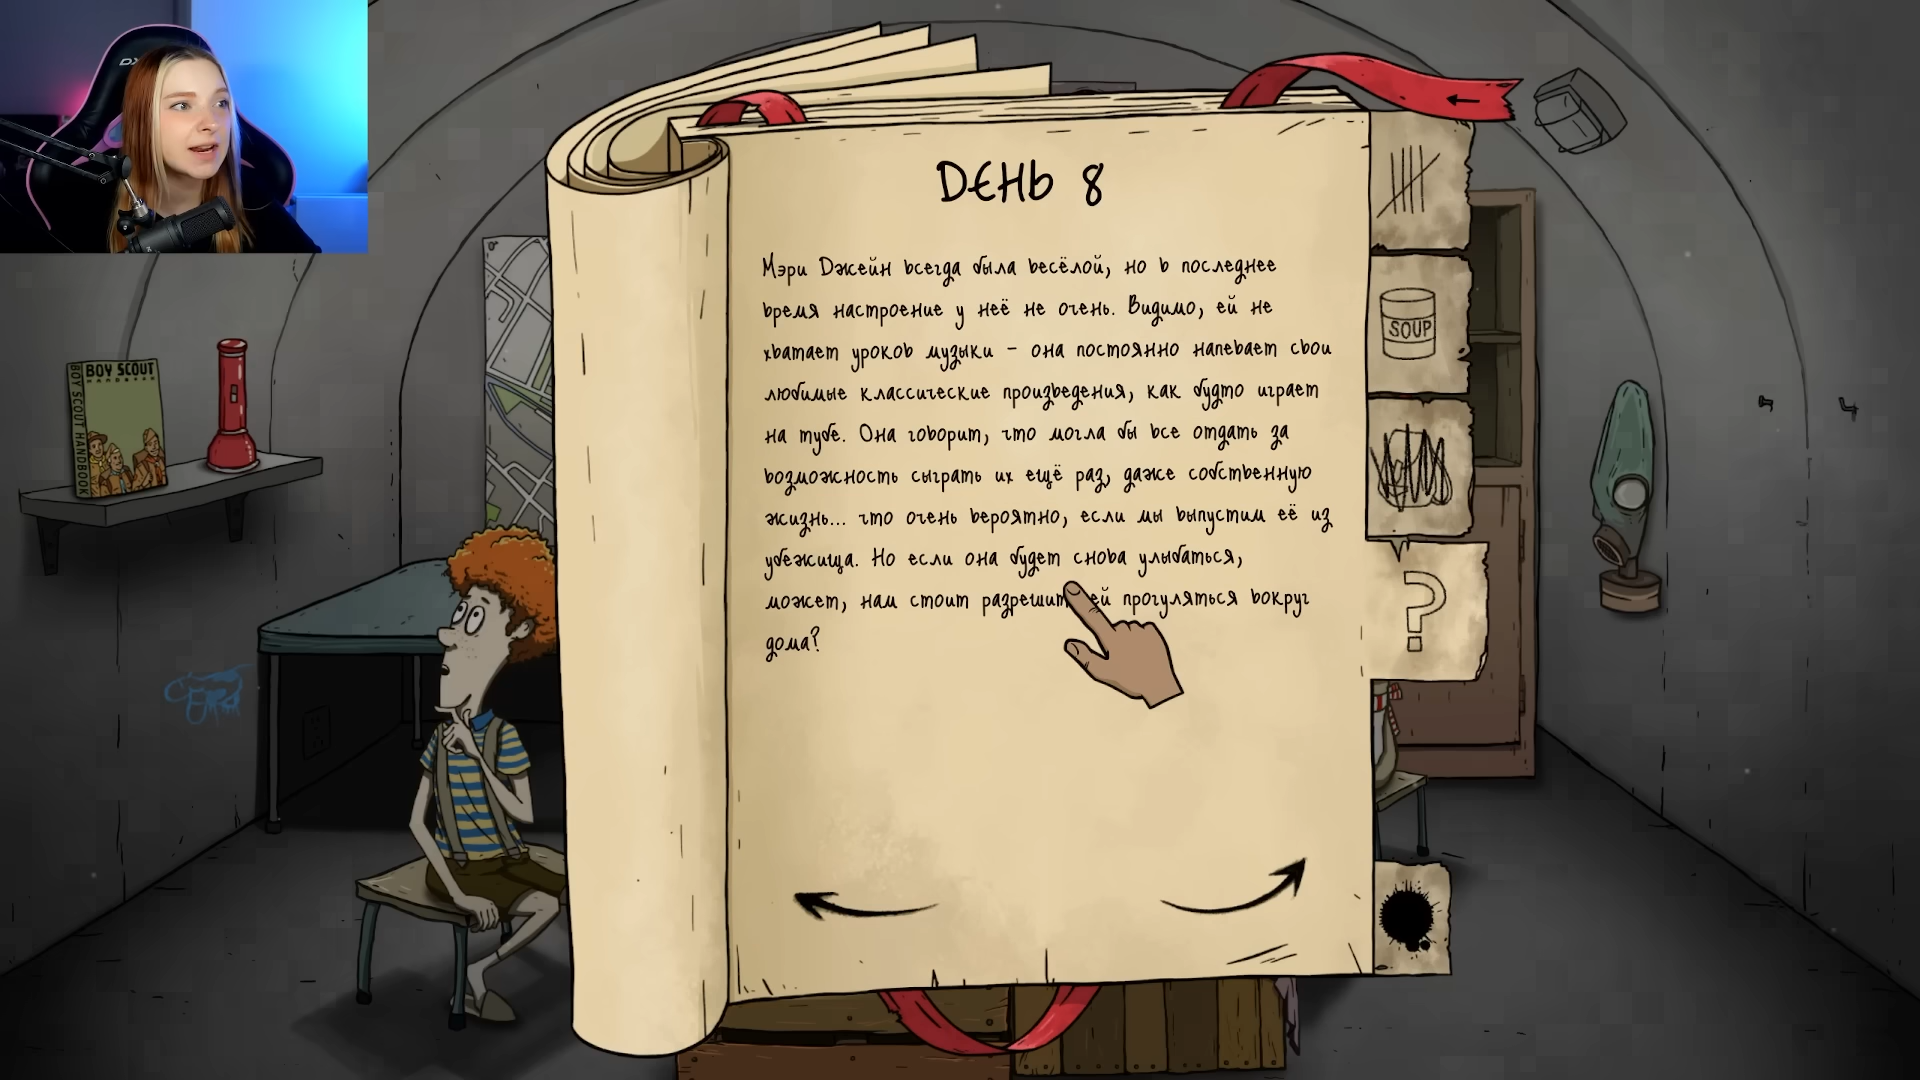 DX
ДЕНЬ 8
Мэри Джейн всегда была весёлой, но в последнее
время настроение у неё не очень. Видимо, ей не
хватает уроков музыки - она постоянно напевает свои
любимые классические произведения, как будто играет
на тубе. Она говорит, что могла бы все отдать за
возможность сыграть их ещё раз, даже собственную
жизнь... что очень вероятно, если мы выпустим её из
убежища. Но если она будет снова улыбаться,
может, нам стоит разрешит ей прогуляться вокруг
дома?
SOUP
?
BOY SCOUT
HANDBOOK
BOY SCOUT HANDBOOK